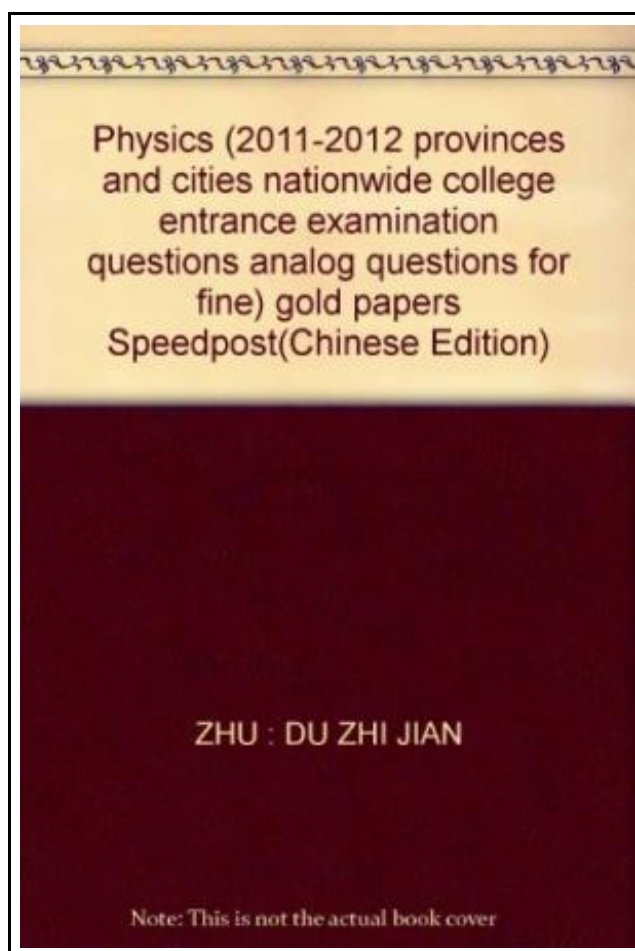 Physics (2011-2012 provinces
and cities nationwide college
entrance examination
questions analog questions for
fine) gold papers
Speedpost(Chinese Edition)
ZHU : DU ZHI JIAN
Note: This is not the actual book cover